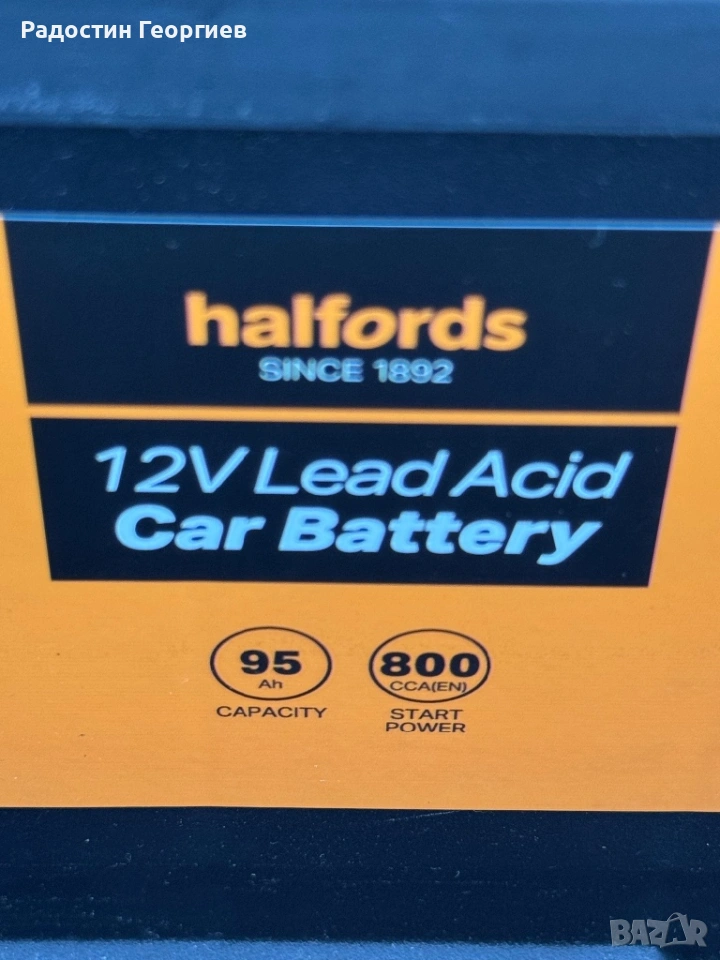 Радостин Георгиев
halfords
SINCE 1892
12V Lead Acid
Car Battery
95
Ah
CAPACITY
800
CCA(EN)
START
POWER
BAZAR